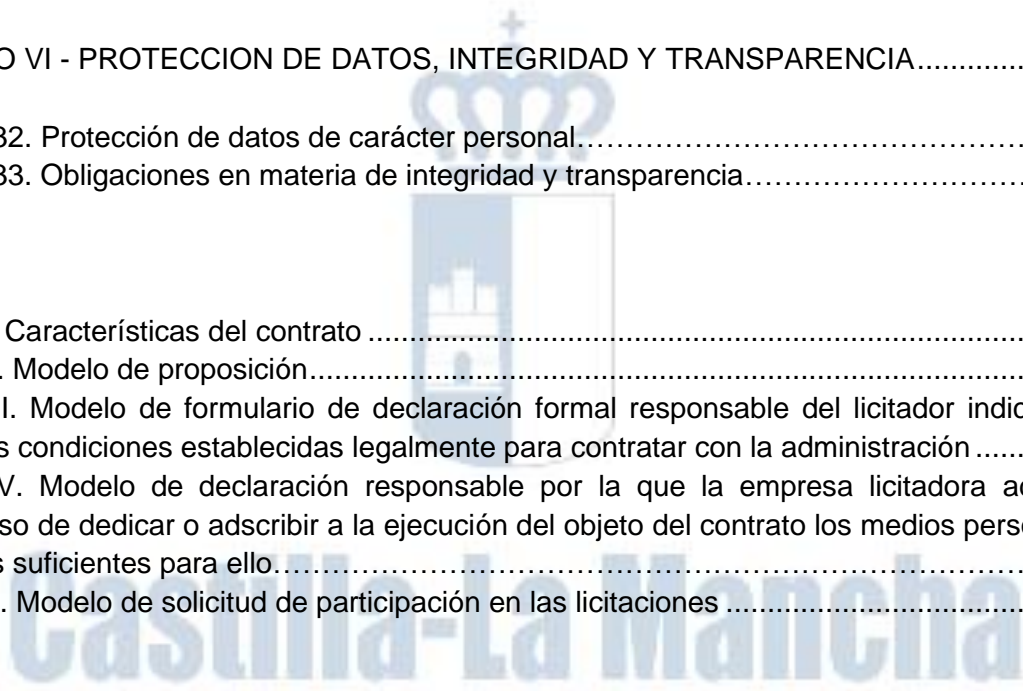 O VI - PROTECCION DE DATOS, INTEGRIDAD Y TRANSPARENCIA.............
32. Protección de datos de carácter personal.……………………………………………
33. Obligaciones en materia de integridad y transparencia……………………………
Características del contrato ....................................................................................
. Modelo de proposición...........................................................................................
I. Modelo de formulario de declaración formal responsable del licitador indic
s condiciones establecidas legalmente para contratar con la administración ......
V. Modelo de declaración responsable por la que la empresa licitadora a
so de dedicar o adscribir a la ejecución del objeto del contrato los medios pers
s suficientes para ello.…………………………………………………………………………
. Modelo de solicitud de participación en las licitaciones .......................................
Castilla-La Mancha